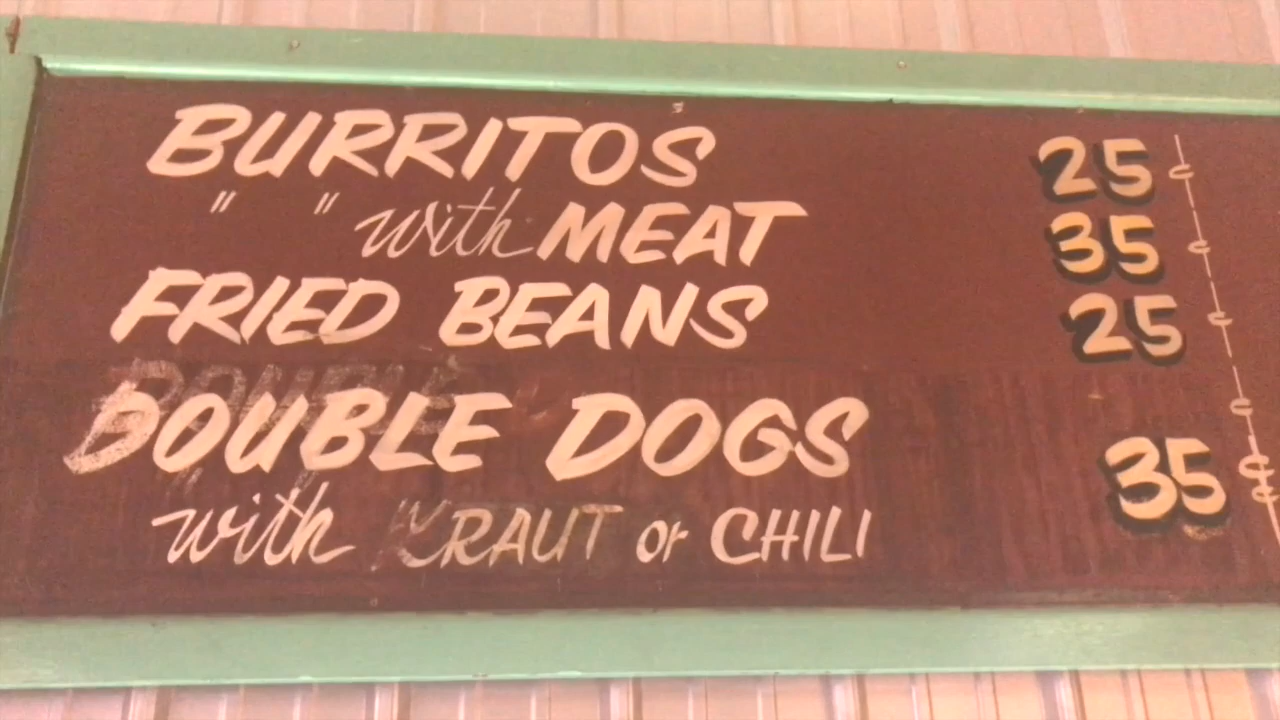 BURRITOS 25
" " with MEAT 35
FRIED BEANS 25
DOUBLE DOGS 35
with KRAUT or CHILI